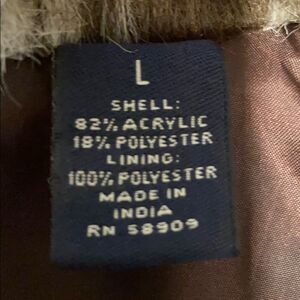 L
SHELL:
82% ACRYLIC
18% POLYESTER
LINING:
100% POLYESTER
MADE IN
INDIA
RN 58909